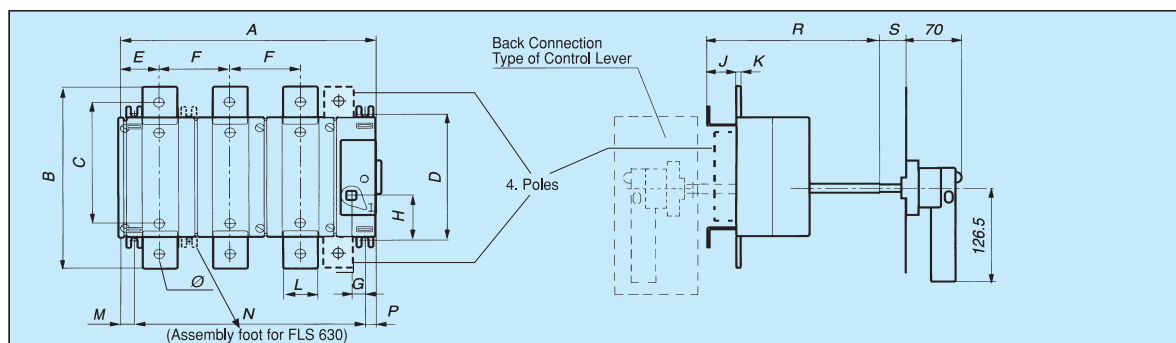 A
E
F
F
B
C
D
H
I
4. Poles
Ø
L
G
M
N
P
(Assembly foot for FLS 630)
Back Connection
Type of Control Lever
R
S
70
J
K
126.5